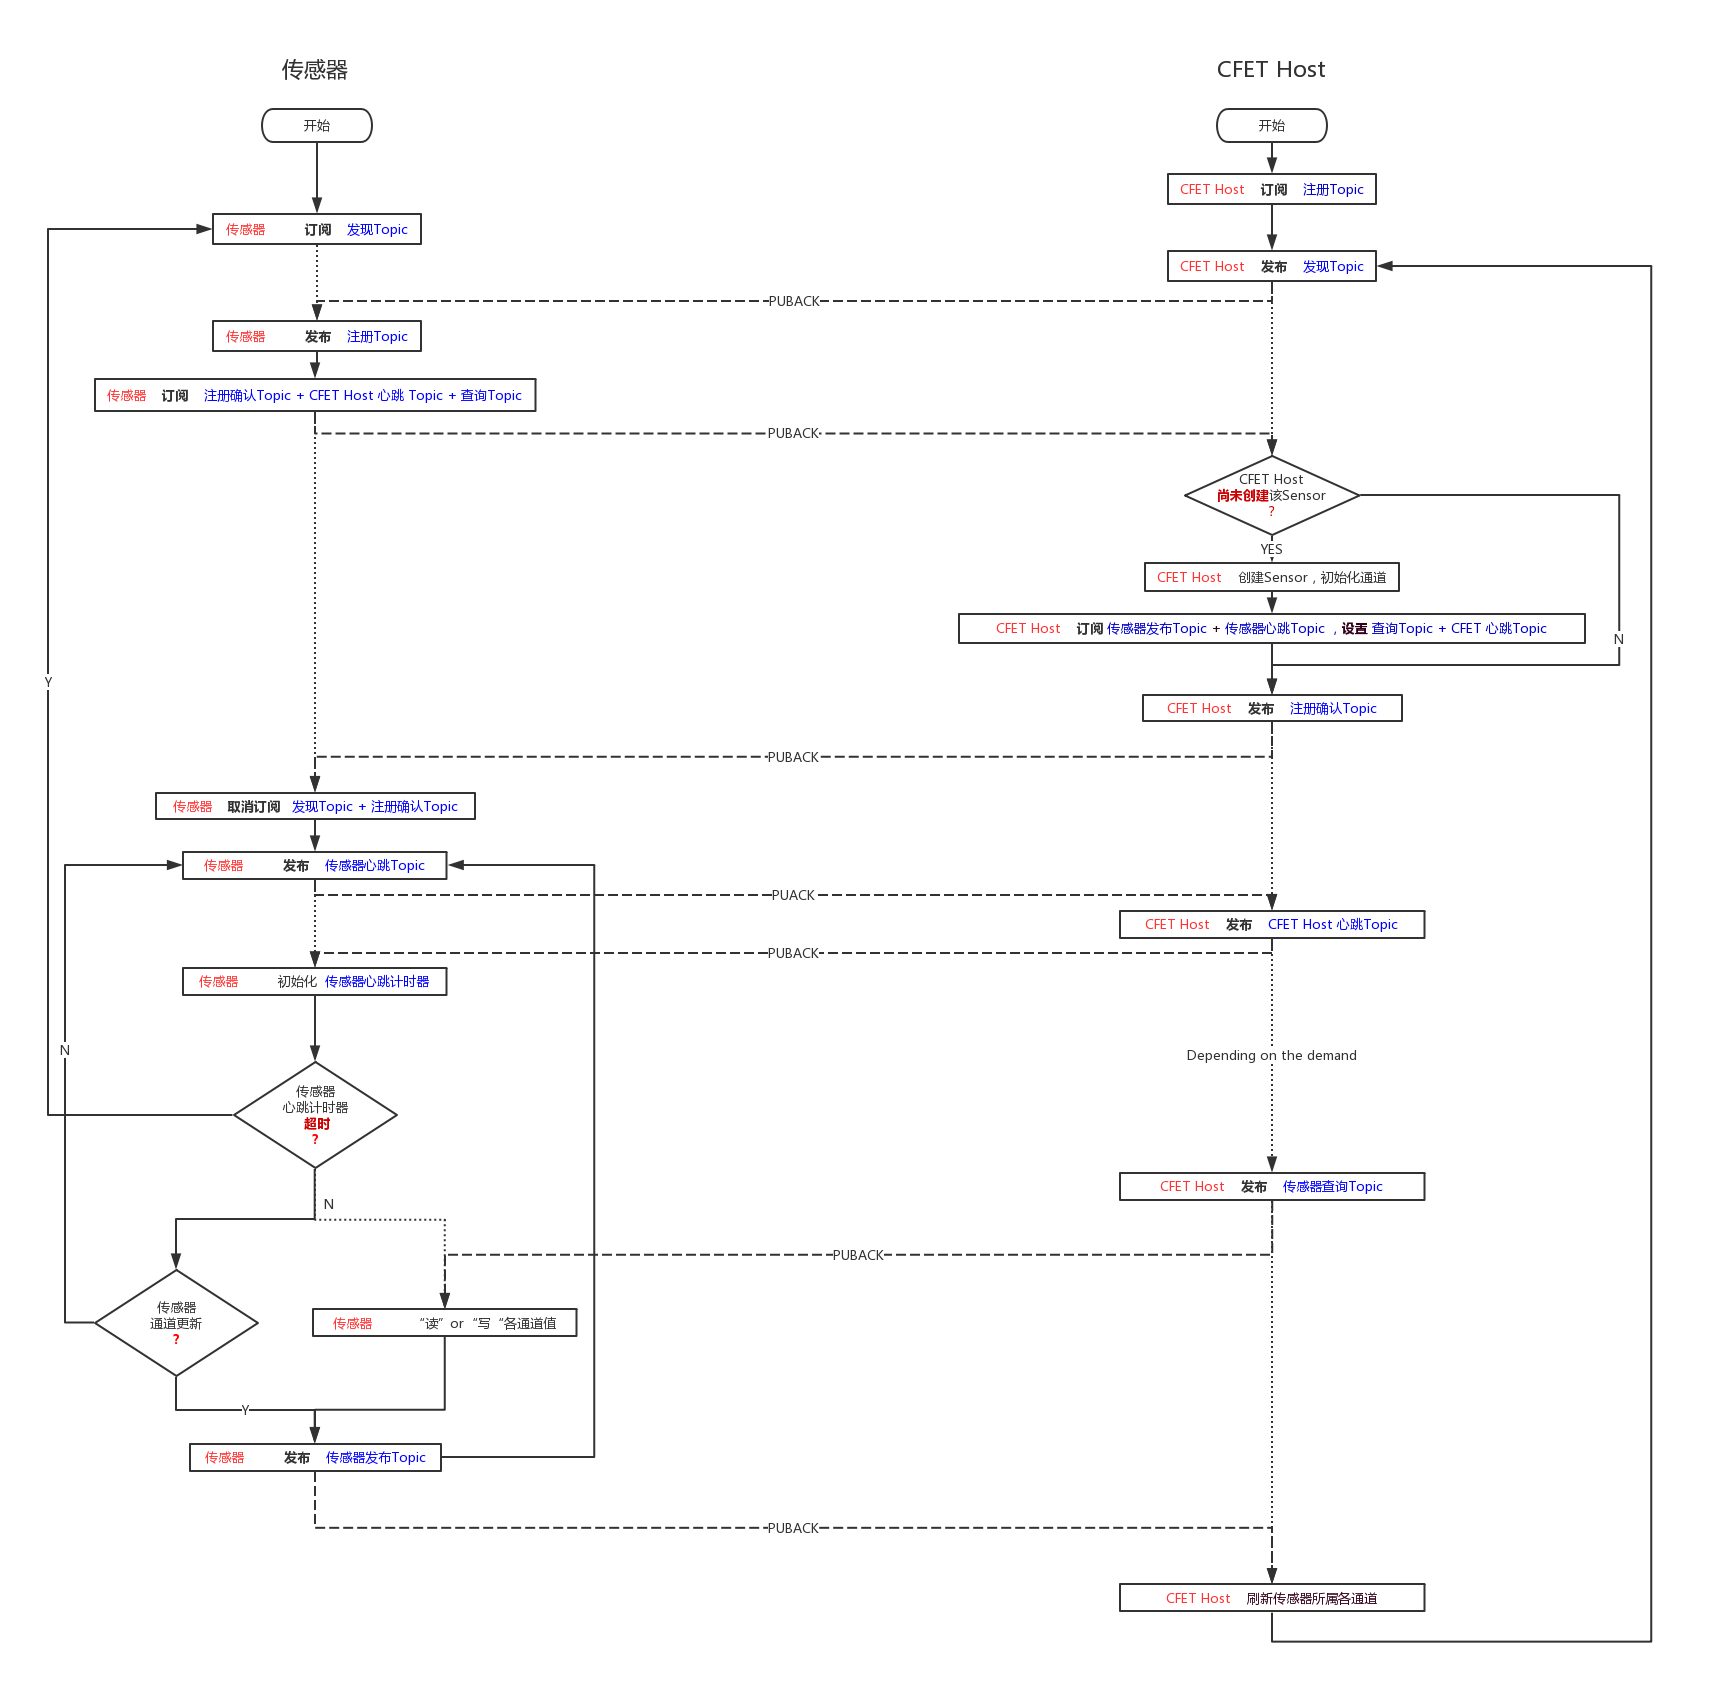 传感器
CFET Host
开始
开始
CFET Host 订阅 注册Topic
传感器 订阅 发现Topic
CFET Host 发布 发现Topic
PUBACK
传感器 发布 注册Topic
传感器 订阅 注册确认Topic + CFET Host 心跳 Topic + 查询Topic
PUBACK
CFET Host
尚未创建该Sensor
?
YES
CFET Host 创建Sensor，初始化通道
CFET Host 订阅 传感器发布Topic + 传感器心跳Topic ，设置 查询Topic + CFET 心跳Topic
N
Y
CFET Host 发布 注册确认Topic
PUBACK
传感器 取消订阅 发现Topic + 注册确认Topic
传感器 发布 传感器心跳Topic
PUACK
CFET Host 发布 CFET Host 心跳Topic
PUBACK
传感器 初始化 传感器心跳计时器
N
Depending on the demand
传感器
心跳计时器
超时
?
CFET Host 发布 传感器查询Topic
N
PUBACK
传感器
通道更新
?
传感器 “读” or “写 “各通道值
Y
传感器 发布 传感器发布Topic
PUBACK
CFET Host 刷新传感器所属各通道